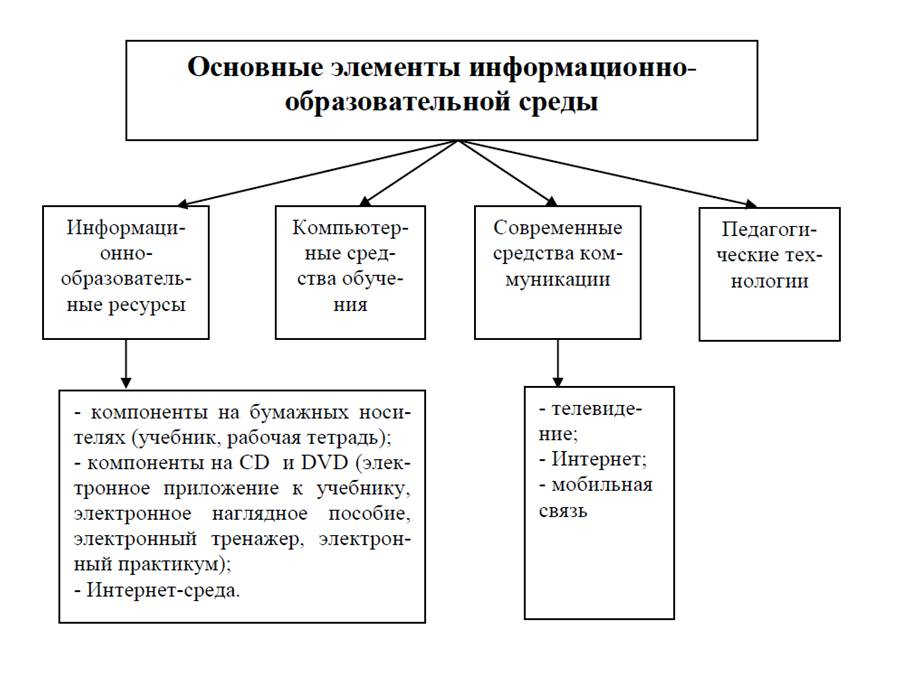 Основные элементы информационно-
образовательной среды
Информаци-
онно-
образователь-
ные ресурсы
Компьютер-
ные сред-
ства обуче-
ния
Современные
средства ком-
муникации
Педагоги-
ческие тех-
нологии
- компоненты на бумажных носи-
телях (учебник, рабочая тетрадь);
- компоненты на CD и DVD (элек-
тронное приложение к учебнику,
электронное наглядное пособие,
электронный тренажер, электрон-
ный практикум);
- Интернет-среда.
- телевиде-
ние;
- Интернет;
- мобильная
связь